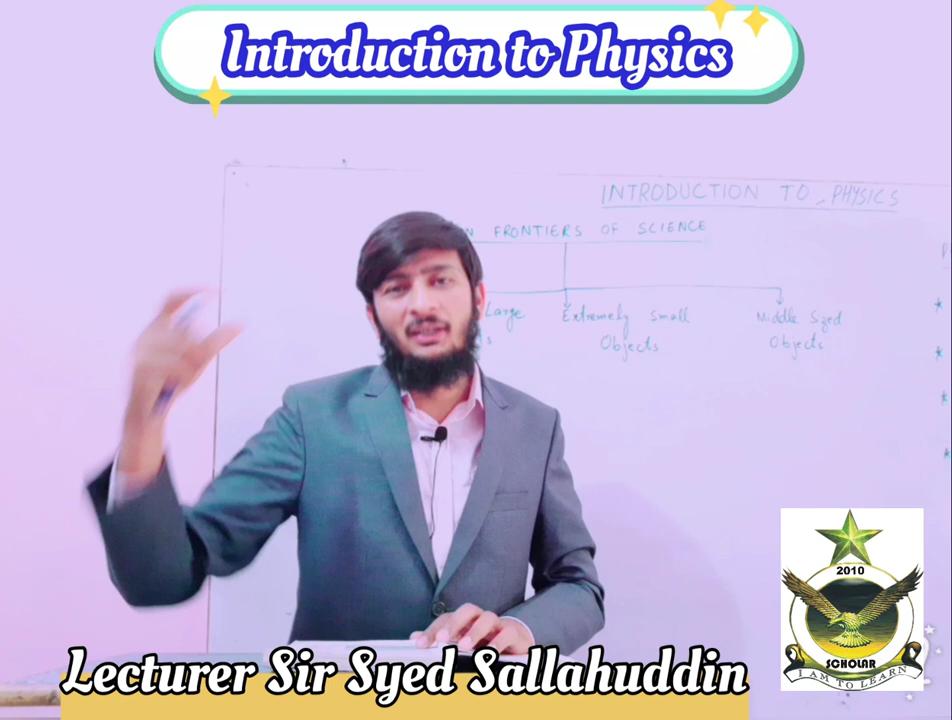 Introduction to Physics
INTRODUCTION TO PHYSICS
FRONTIERS OF SCIENCE
Large
Extremely Small
Objects
Middle Sized
Objects
2010
SCHOLAR
I AM TO LEARN
Lecturer Sir Syed Sallahuddin